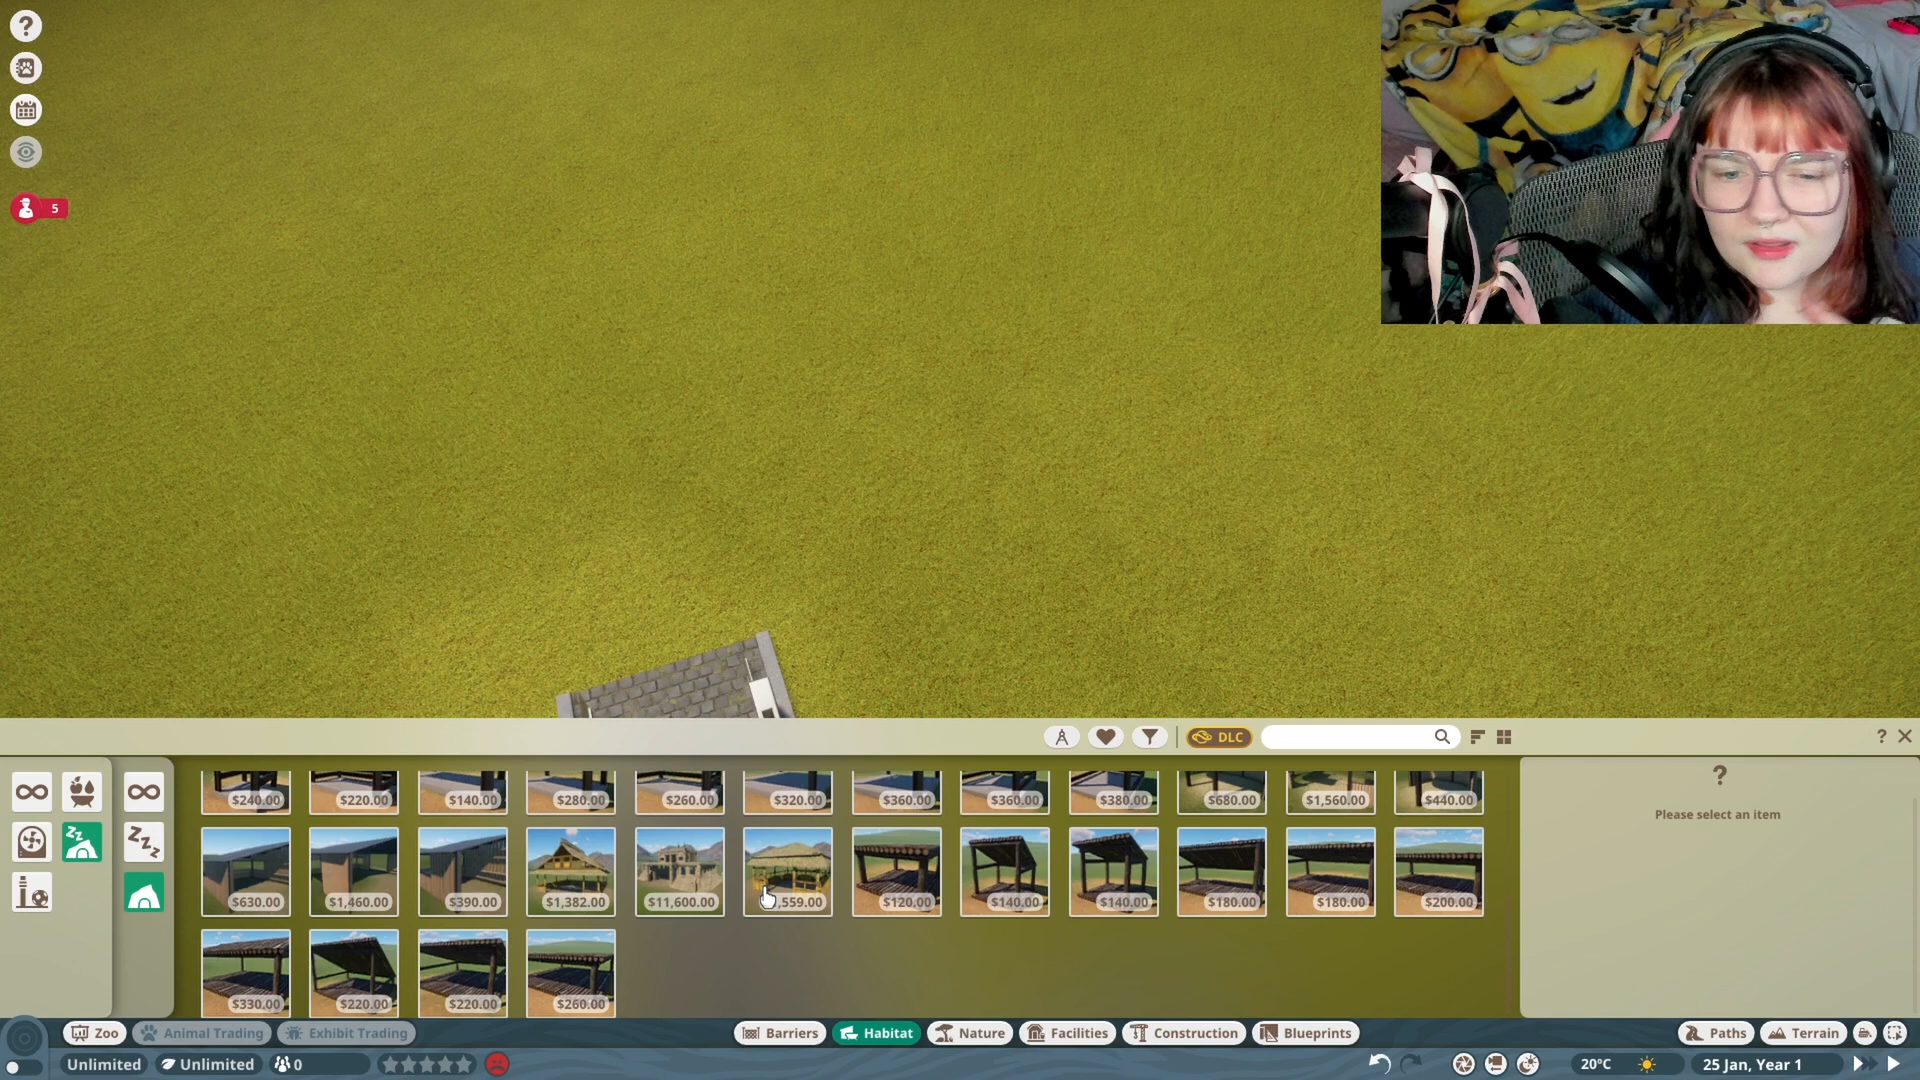 ?
5
DLC
?
?
Please select an item
$240.00 $220.00 $140.00 $280.00 $260.00 $320.00 $360.00 $360.00 $380.00 $680.00 $1,560.00 $440.00
$630.00 $1,460.00 $390.00 $1,382.00 $11,600.00 ,559.00 $120.00 $140.00 $140.00 $180.00 $180.00 $200.00
$330.00 $220.00 $220.00 $260.00
ZZZ
ZZZ
Zoo Animal Trading Exhibit Trading Barriers Habitat Nature Facilities Construction Blueprints Paths Terrain
Unlimited Unlimited 0 20°C 25 Jan, Year 1